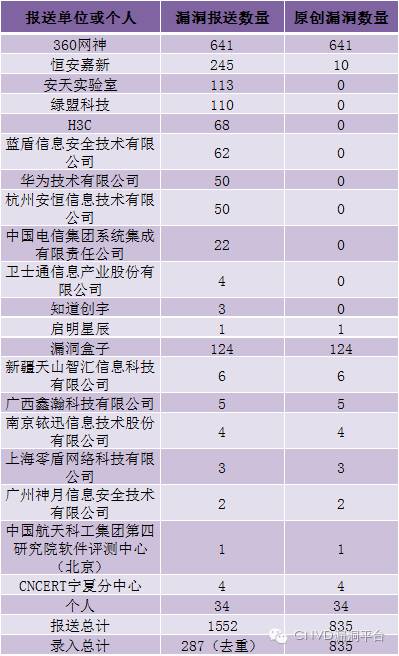 报送单位或个人 漏洞报送数量 原创漏洞数量
360网神 641 641
恒安嘉新 245 10
安天实验室 113 0
绿盟科技 110 0
H3C 68 0
蓝盾信息安全技术有限
公司 62 0
华为技术有限公司 50 0
杭州安恒信息技术有限
公司 50 0
中国电信集团系统集成
有限责任公司 22 0
卫士通信息产业股份有
限公司 4 0
知道创宇 3 0
启明星辰 1 1
漏洞盒子 124 124
新疆天山智汇信息科技
有限公司 6 6
广西鑫瀚科技有限公司 5 5
南京铱迅信息技术股份
有限公司 4 4
上海零盾网络科技有限
公司 3 3
广州神月信息安全技术
有限公司 2 2
中国航天科工集团第四
研究院软件评测中心
（北京） 1 1
CNCERT宁夏分中心 4 4
个人 34 34
报送总计 1552 835
录入总计 287（去重） 835
CNVD漏洞平台